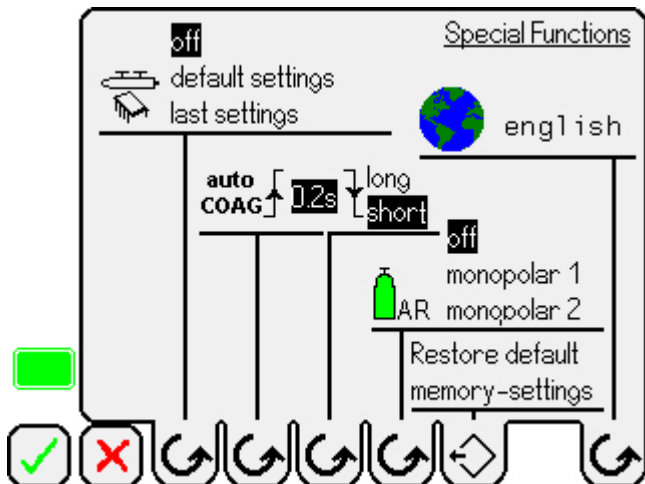 Special Functions
off
default settings
last settings
english
auto
COAG
0.2s
long
short
off
monopolar 1
AR monopolar 2
Restore default
memory-settings